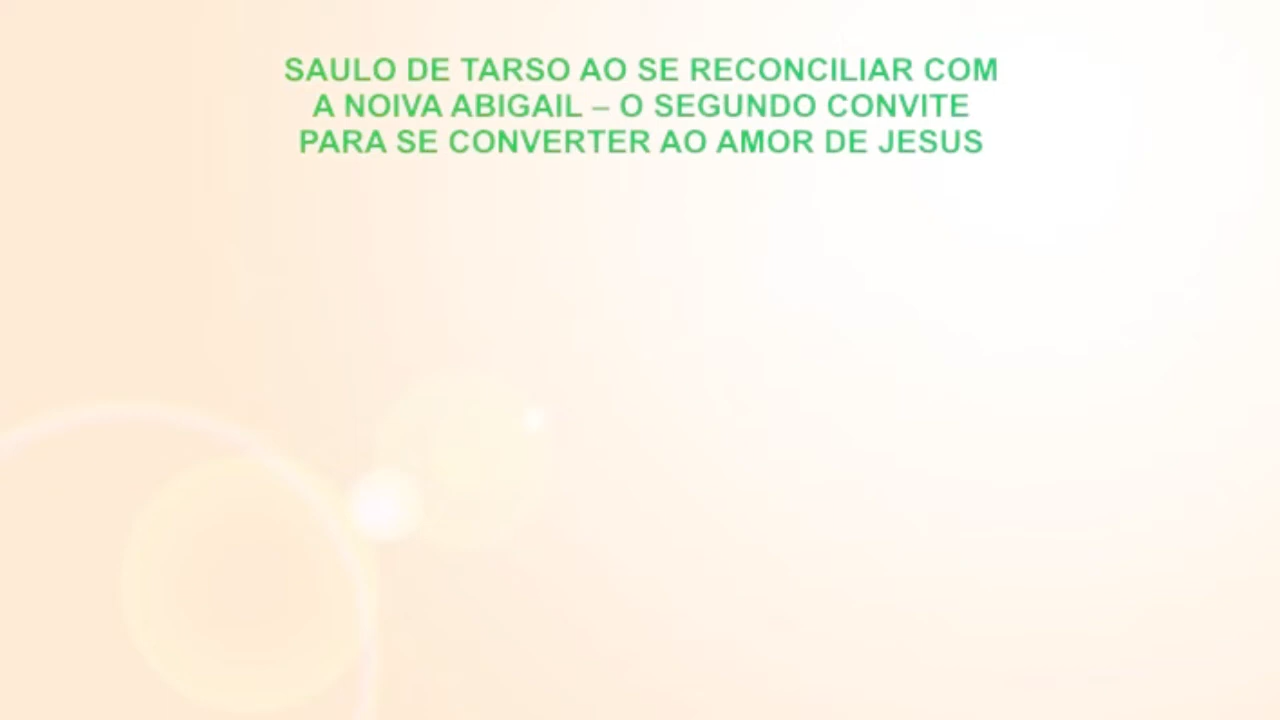 SAULO DE TARSO AO SE RECONCILIAR COM
A NOIVA ABIGAIL – O SEGUNDO CONVITE
PARA SE CONVERTER AO AMOR DE JESUS